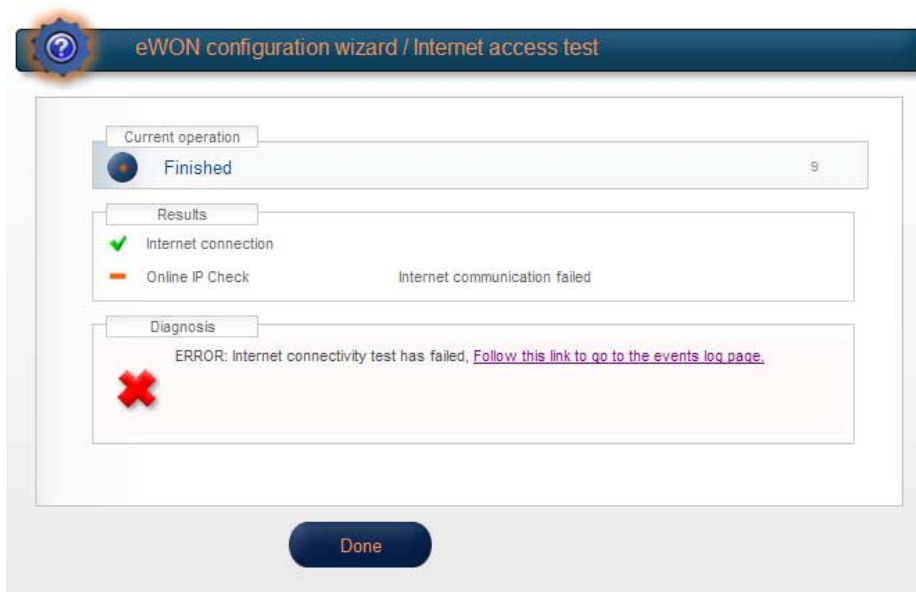 eWON configuration wizard / Internet access test
Current operation
Finished 9
Results
Internet connection
Online IP Check Internet communication failed
Diagnosis
ERROR: Internet connectivity test has failed, Follow this link to go to the events log page.
Done